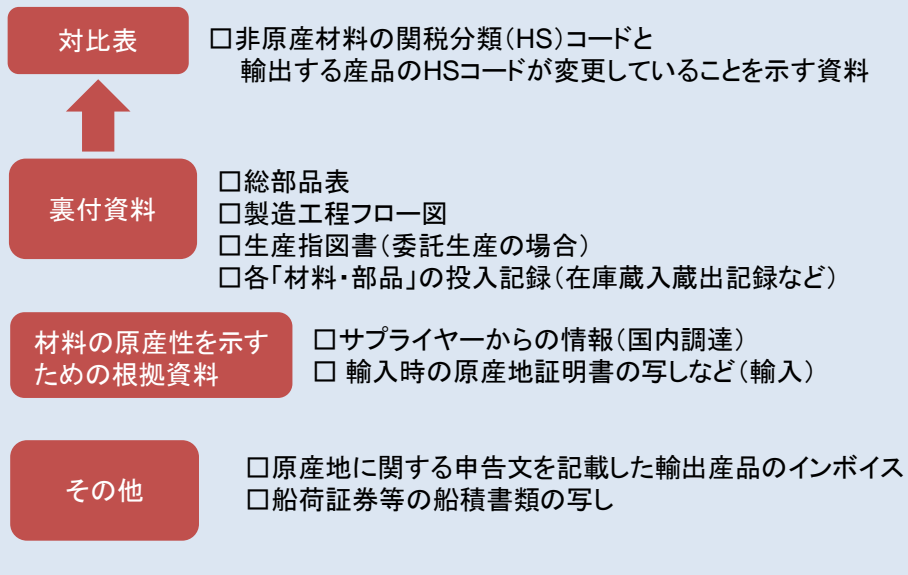 対比表
□非原産材料の関税分類(HS)コードと
輸出する産品のHSコードが変更していることを示す資料
裏付資料
□総部品表
□製造工程フロー図
□生産指図書(委託生産の場合)
□各「材料・部品」の投入記録(在庫蔵入蔵出記録など)
材料の原産性を示す
ための根拠資料
□サプライヤーからの情報(国内調達)
□ 輸入時の原産地証明書の写しなど(輸入)
その他
□原産地に関する申告文を記載した輸出産品のインボイス
□船荷証券等の船積書類の写し